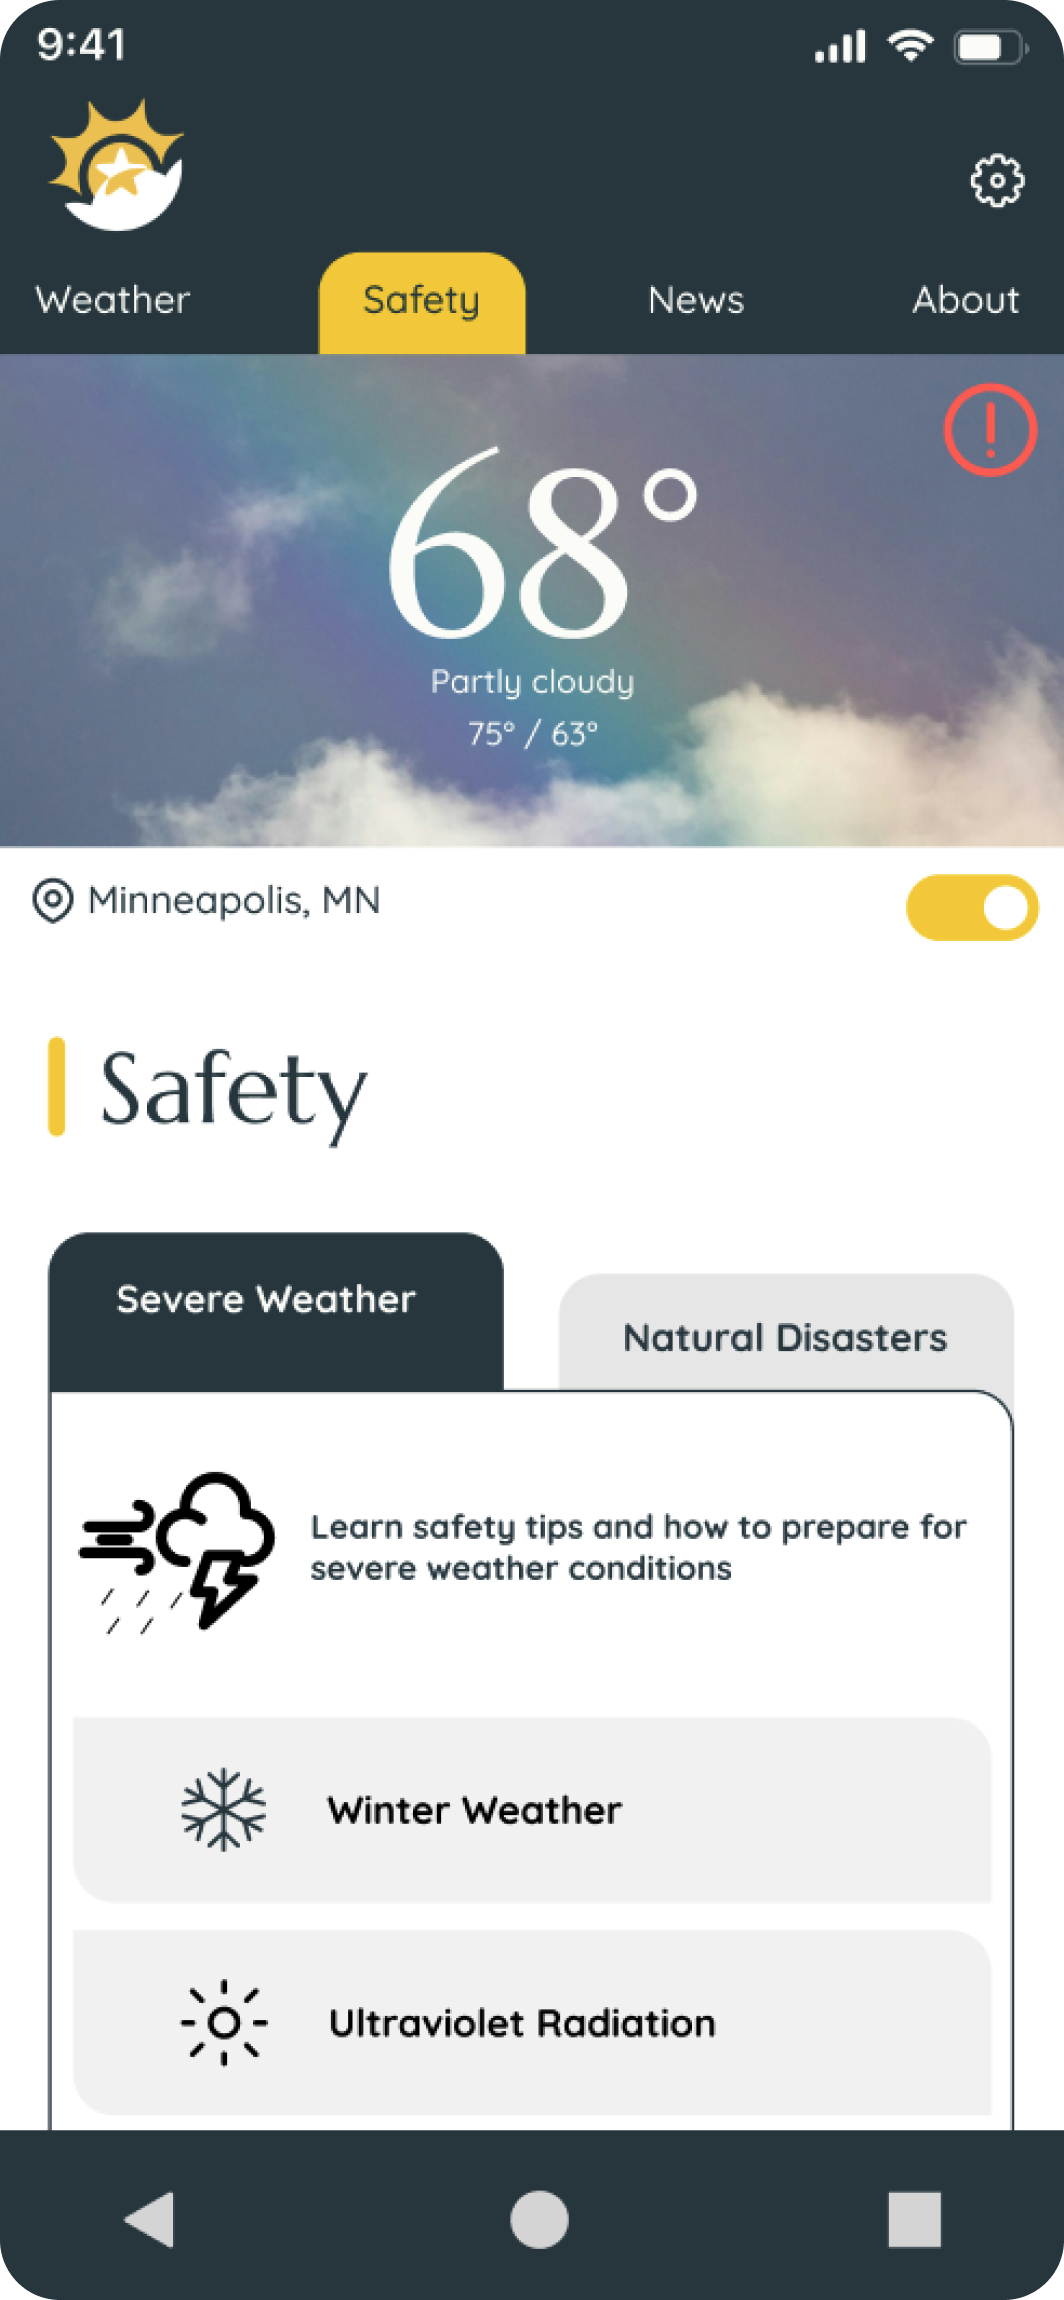 9:41
Weather
Safety
News
About
68°
Partly cloudy
75° / 63°
Minneapolis, MN
Safety
Severe Weather
Natural Disasters
Learn safety tips and how to prepare for
severe weather conditions
Winter Weather
Ultraviolet Radiation